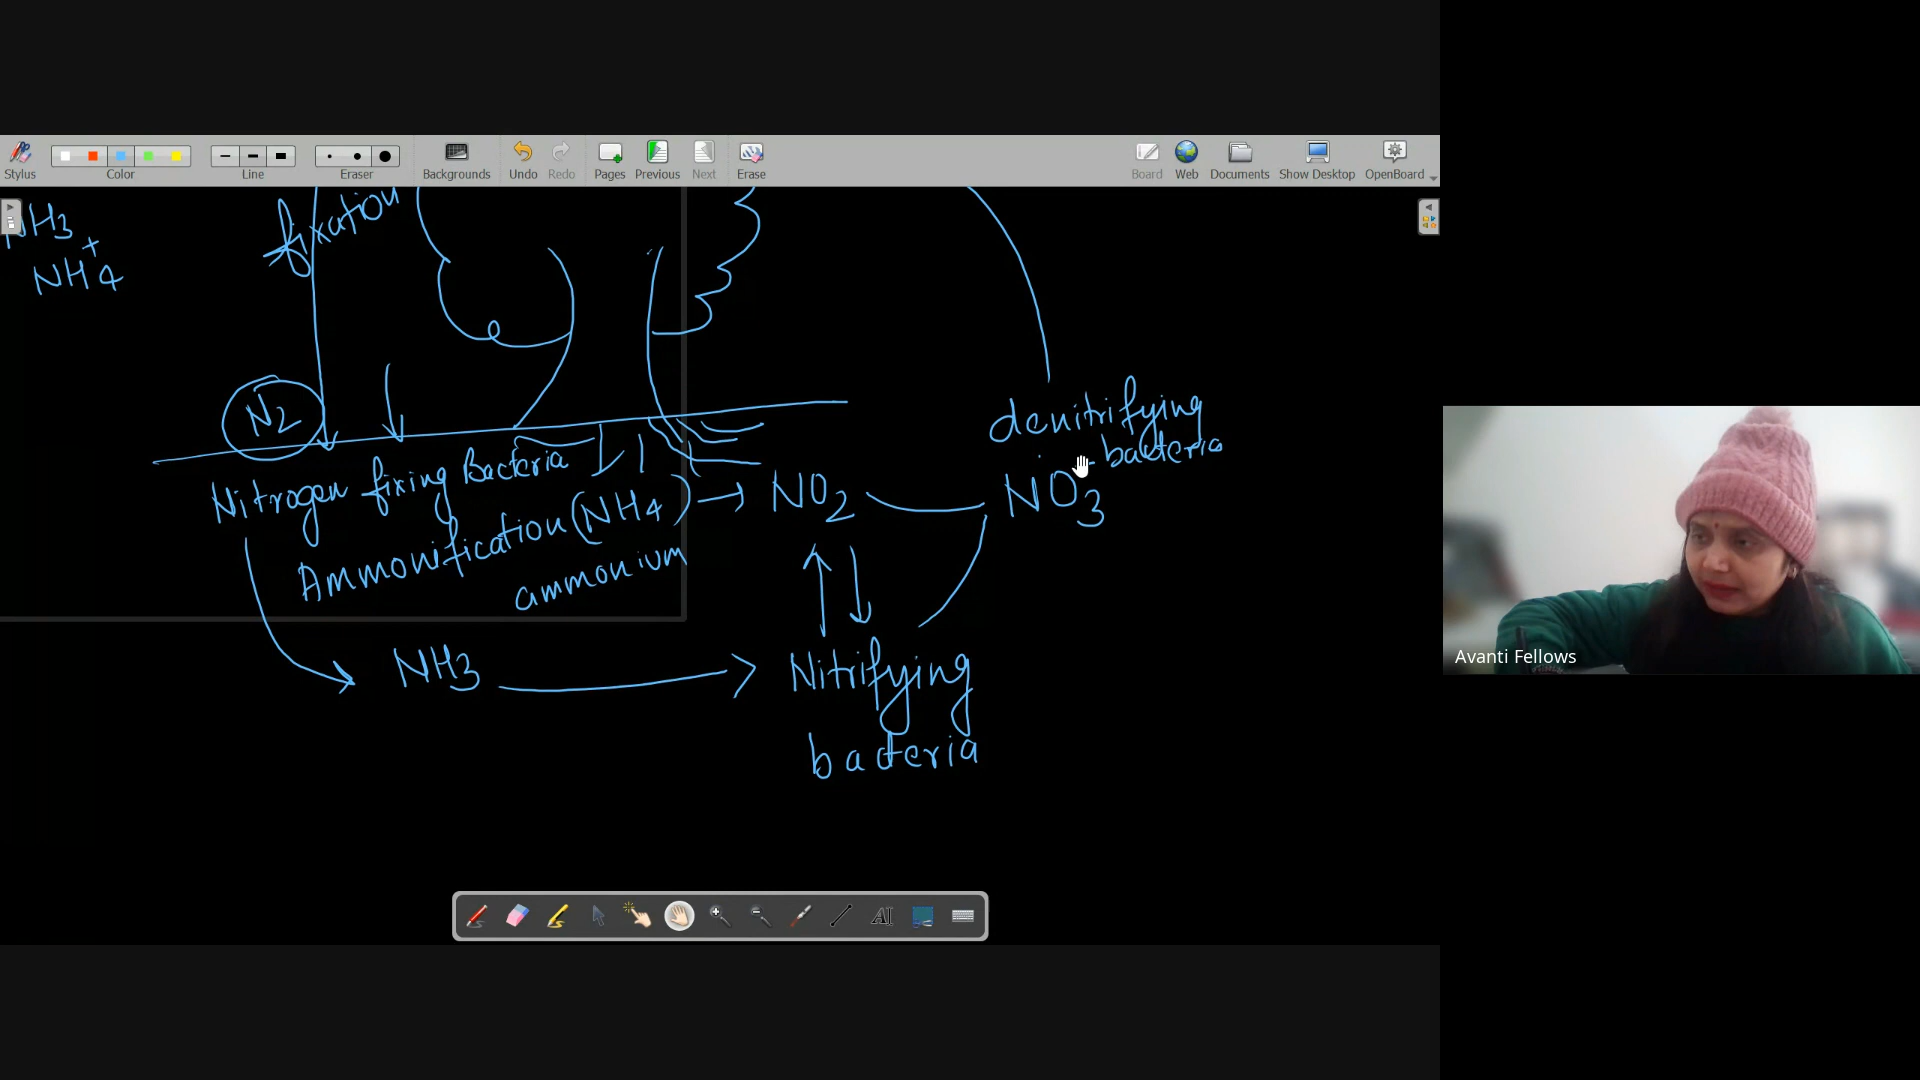 Stylus Color Line Eraser Backgrounds Undo Redo Pages Previous Next Erase Board Web Documents Show Desktop OpenBoard
NH3
NH4+
fixation
N2
denitrifying
bacteria
Nitrogen fixing Bacteria
Ammonification (NH4) → NO2
NO3
ammonium
NH3
Nitrifying
bacteria
Avanti Fellows